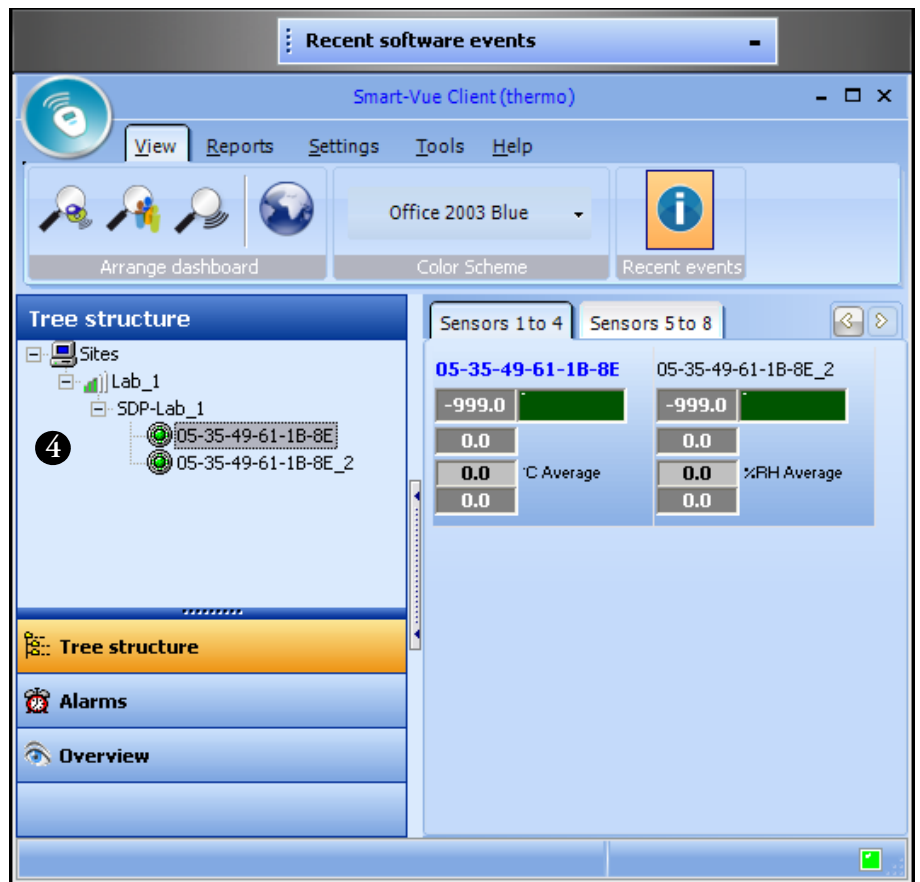 Recent software events
Smart-Vue Client (thermo)
View Reports Settings Tools Help
Office 2003 Blue
Arrange dashboard Color Scheme Recent events
Tree structure
Sites
Lab_1
SDP-Lab_1
4
05-35-49-61-1B-8E
05-35-49-61-1B-8E_2
Tree structure
Alarms
Overview
Sensors 1 to 4 Sensors 5 to 8
05-35-49-61-1B-8E 05-35-49-61-1B-8E_2
-999.0 -999.0
0.0 0.0
0.0 °C Average 0.0 %RH Average
0.0 0.0